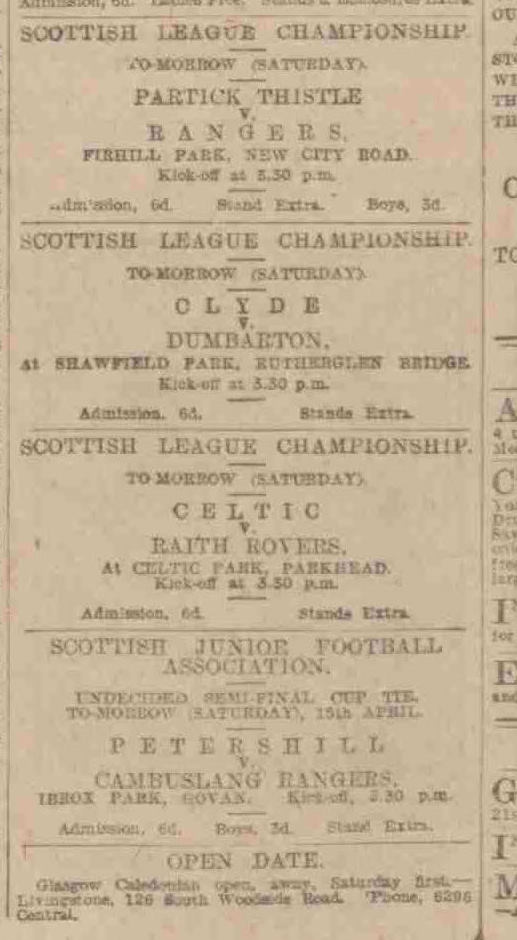 Admission, 6d. Ladies Free. Stands & Extra.
SCOTTISH LEAGUE CHAMPIONSHIP.
TO-MORROW (SATURDAY).
PARTICK THISTLE
v.
RANGERS,
FIRHILL PARK, NEW CITY ROAD.
Kick-off at 3.30 p.m.
Admission, 6d. Stand Extra. Boys, 3d.
SCOTTISH LEAGUE CHAMPIONSHIP.
TO-MORROW (SATURDAY).
CLYDE
v.
DUMBARTON,
At SHAWFIELD PARK, RUTHERGLEN BRIDGE.
Kick-off at 3.30 p.m.
Admission, 6d. Stands Extra.
SCOTTISH LEAGUE CHAMPIONSHIP.
TO-MORROW (SATURDAY).
CELTIC
v.
RAITH ROVERS,
At CELTIC PARK, PARKHEAD.
Kick-off at 3.30 p.m.
Admission, 6d. Stands Extra.
SCOTTISH JUNIOR FOOTBALL
ASSOCIATION.
UNDECIDED SEMI-FINAL CUP TIE.
TO-MORROW (SATURDAY), 15th APRIL.
PETERSHILL
v.
CAMBUSLANG RANGERS,
IBROX PARK, GOVAN. Kick-off, 3.30 p.m.
Admission, 6d. Boys, 3d. Stand Extra.
OPEN DATE.
Glasgow Caledonian open, away, Saturday first.—
Livingstone, 126 South Woodside Road. 'Phone, 6296
Central.